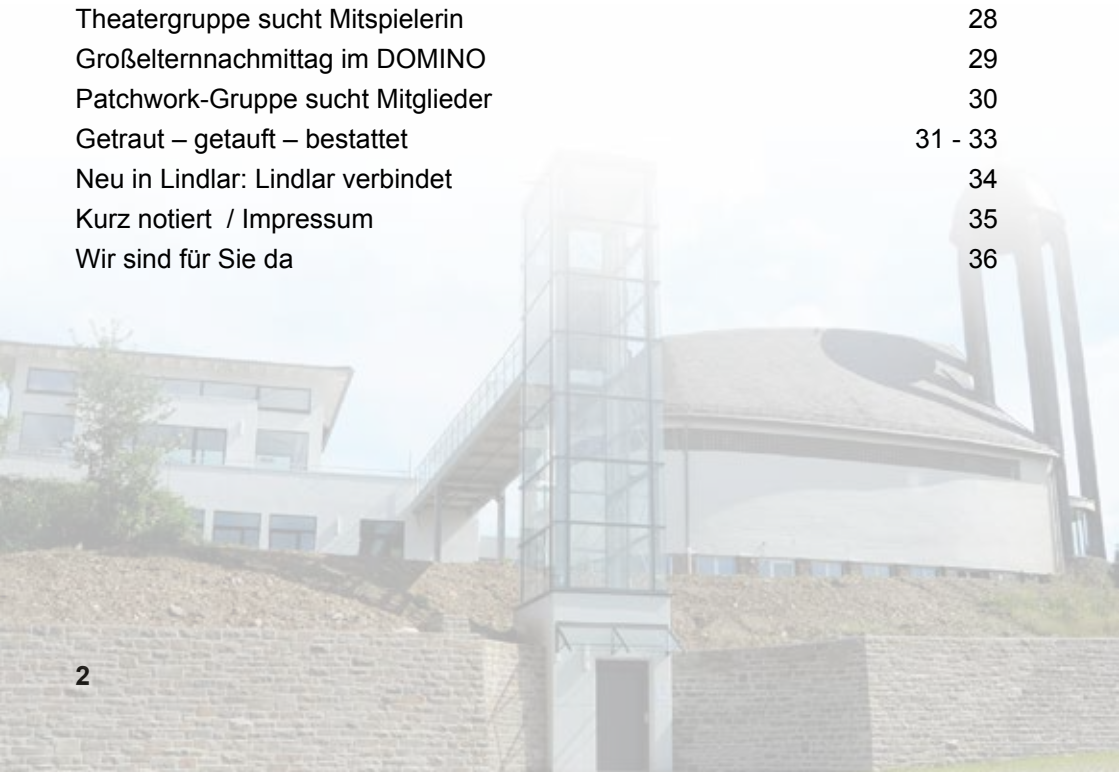 Theatergruppe sucht Mitspielerin 28
Großelternnachmittag im DOMINO 29
Patchwork-Gruppe sucht Mitglieder 30
Getraut – getauft – bestattet 31 - 33
Neu in Lindlar: Lindlar verbindet 34
Kurz notiert / Impressum 35
Wir sind für Sie da 36
2